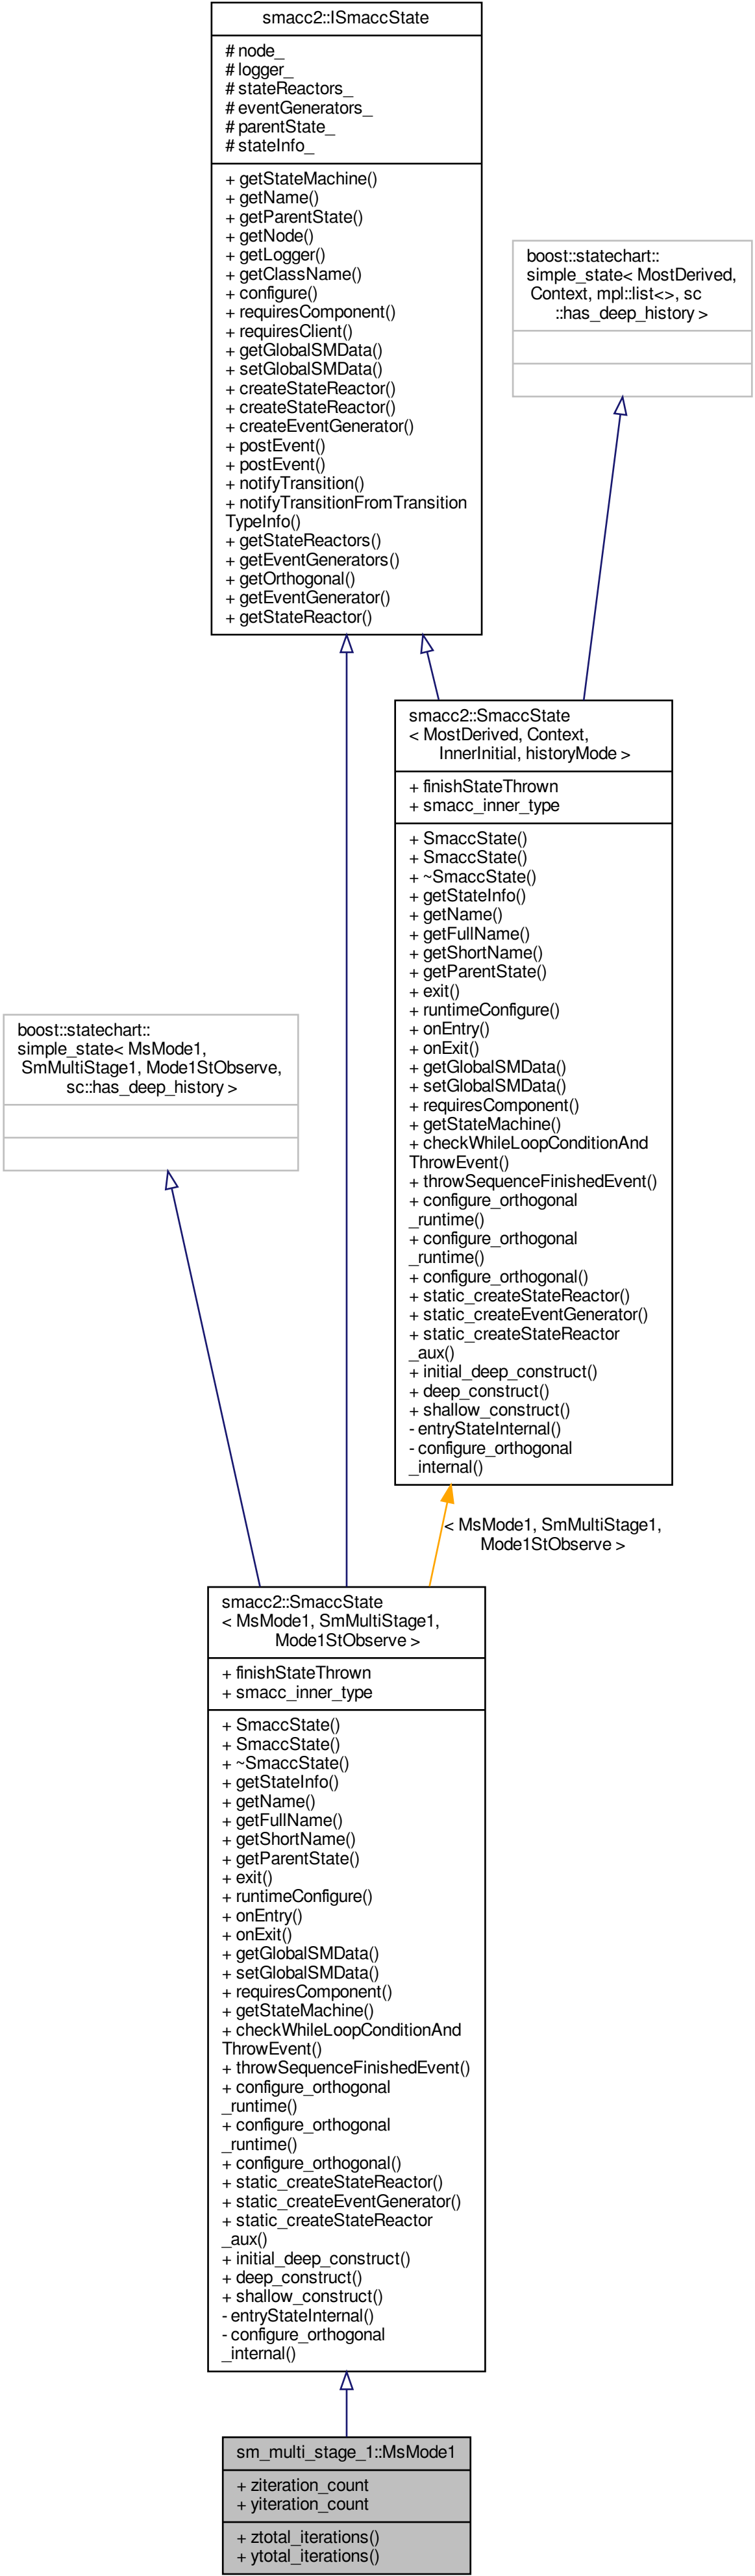 smacc2::ISmaccState
# node_
# logger_
# stateReactors_
# eventGenerators_
# parentState_
# stateInfo_
+ getStateMachine()
+ getName()
+ getParentState()
+ getNode()
+ getLogger()
+ getClassName()
+ configure()
+ requiresComponent()
+ requiresClient()
+ getGlobalSMData()
+ setGlobalSMData()
+ createStateReactor()
+ createStateReactor()
+ createEventGenerator()
+ postEvent()
+ postEvent()
+ notifyTransition()
+ notifyTransitionFromTransition
TypeInfo()
+ getStateReactors()
+ getEventGenerators()
+ getOrthogonal()
+ getEventGenerator()
+ getStateReactor()
boost::statechart::
simple_state< MostDerived,
Context, mpl::list<>, sc
::has_deep_history >
smacc2::SmaccState
< MostDerived, Context,
InnerInitial, historyMode >
+ finishStateThrown
+ smacc_inner_type
+ SmaccState()
+ SmaccState()
+ ~SmaccState()
+ getStateInfo()
+ getName()
+ getFullName()
+ getShortName()
+ getParentState()
+ exit()
+ runtimeConfigure()
+ onEntry()
+ onExit()
+ getGlobalSMData()
+ setGlobalSMData()
+ requiresComponent()
+ getStateMachine()
+ checkWhileLoopConditionAnd
ThrowEvent()
+ throwSequenceFinishedEvent()
+ configure_orthogonal
_runtime()
+ configure_orthogonal
_runtime()
+ configure_orthogonal()
+ static_createStateReactor()
+ static_createEventGenerator()
+ static_createStateReactor
_aux()
+ initial_deep_construct()
+ deep_construct()
+ shallow_construct()
- entryStateInternal()
- configure_orthogonal
_internal()
boost::statechart::
simple_state< MsMode1,
SmMultiStage1, Mode1StObserve,
sc::has_deep_history >
< MsMode1, SmMultiStage1,
Mode1StObserve >
smacc2::SmaccState
< MsMode1, SmMultiStage1,
Mode1StObserve >
+ finishStateThrown
+ smacc_inner_type
+ SmaccState()
+ SmaccState()
+ ~SmaccState()
+ getStateInfo()
+ getName()
+ getFullName()
+ getShortName()
+ getParentState()
+ exit()
+ runtimeConfigure()
+ onEntry()
+ onExit()
+ getGlobalSMData()
+ setGlobalSMData()
+ requiresComponent()
+ getStateMachine()
+ checkWhileLoopConditionAnd
ThrowEvent()
+ throwSequenceFinishedEvent()
+ configure_orthogonal
_runtime()
+ configure_orthogonal
_runtime()
+ configure_orthogonal()
+ static_createStateReactor()
+ static_createEventGenerator()
+ static_createStateReactor
_aux()
+ initial_deep_construct()
+ deep_construct()
+ shallow_construct()
- entryStateInternal()
- configure_orthogonal
_internal()
sm_multi_stage_1::MsMode1
+ ziteration_count
+ yiteration_count
+ ztotal_iterations()
+ ytotal_iterations()